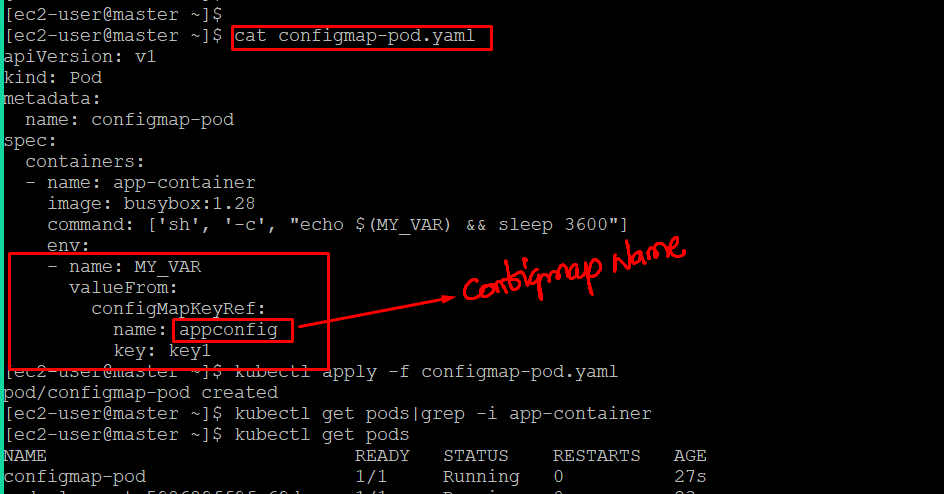 [ec2-user@master ~]$
[ec2-user@master ~]$ cat configmap-pod.yaml
apiVersion: v1
kind: Pod
metadata:
  name: configmap-pod
spec:
  containers:
  - name: app-container
    image: busybox:1.28
    command: ['sh', '-c', "echo $(MY_VAR) && sleep 3600"]
    env:
    - name: MY_VAR
      valueFrom:
        configMapKeyRef:
          name: appconfig
          key: key1
Configmap Name
[ec2-user@master ~]$ kubectl apply -f configmap-pod.yaml
pod/configmap-pod created
[ec2-user@master ~]$ kubectl get pods|grep -i app-container
[ec2-user@master ~]$ kubectl get pods
NAME READY STATUS RESTARTS AGE
configmap-pod 1/1 Running 0 27s